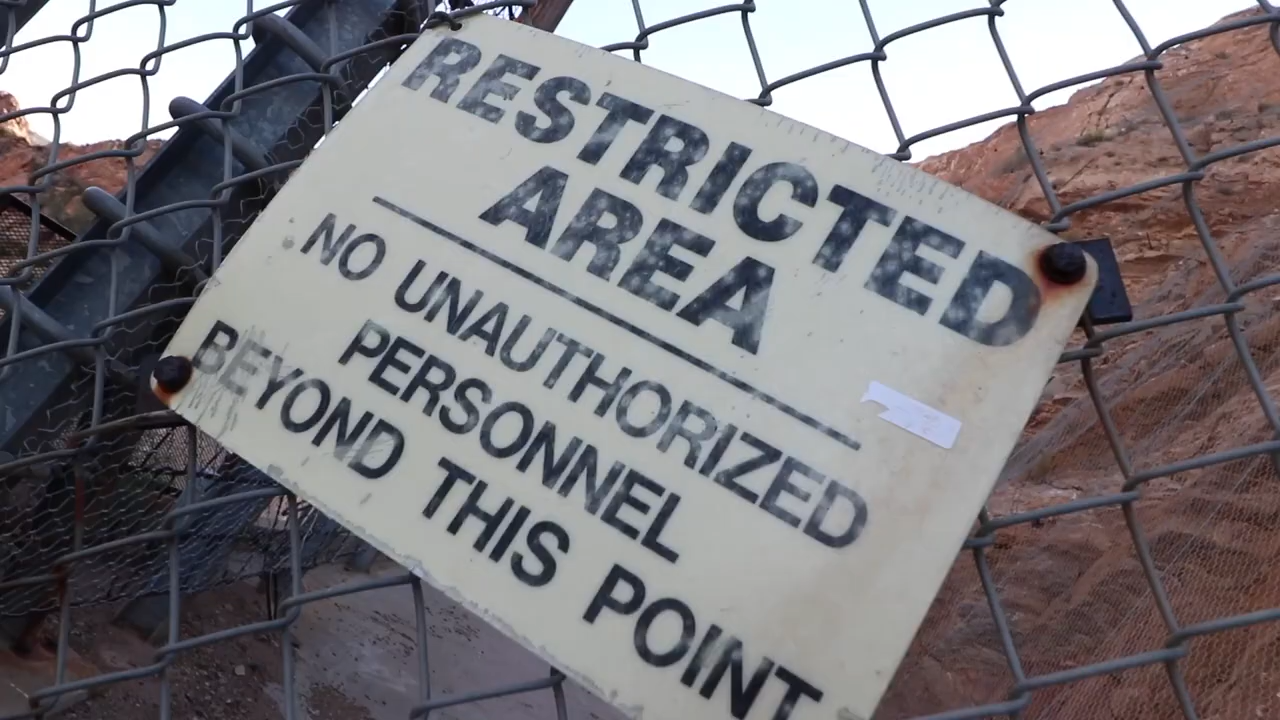 RESTRICTED
AREA
NO UNAUTHORIZED
PERSONNEL
BEYOND THIS POINT